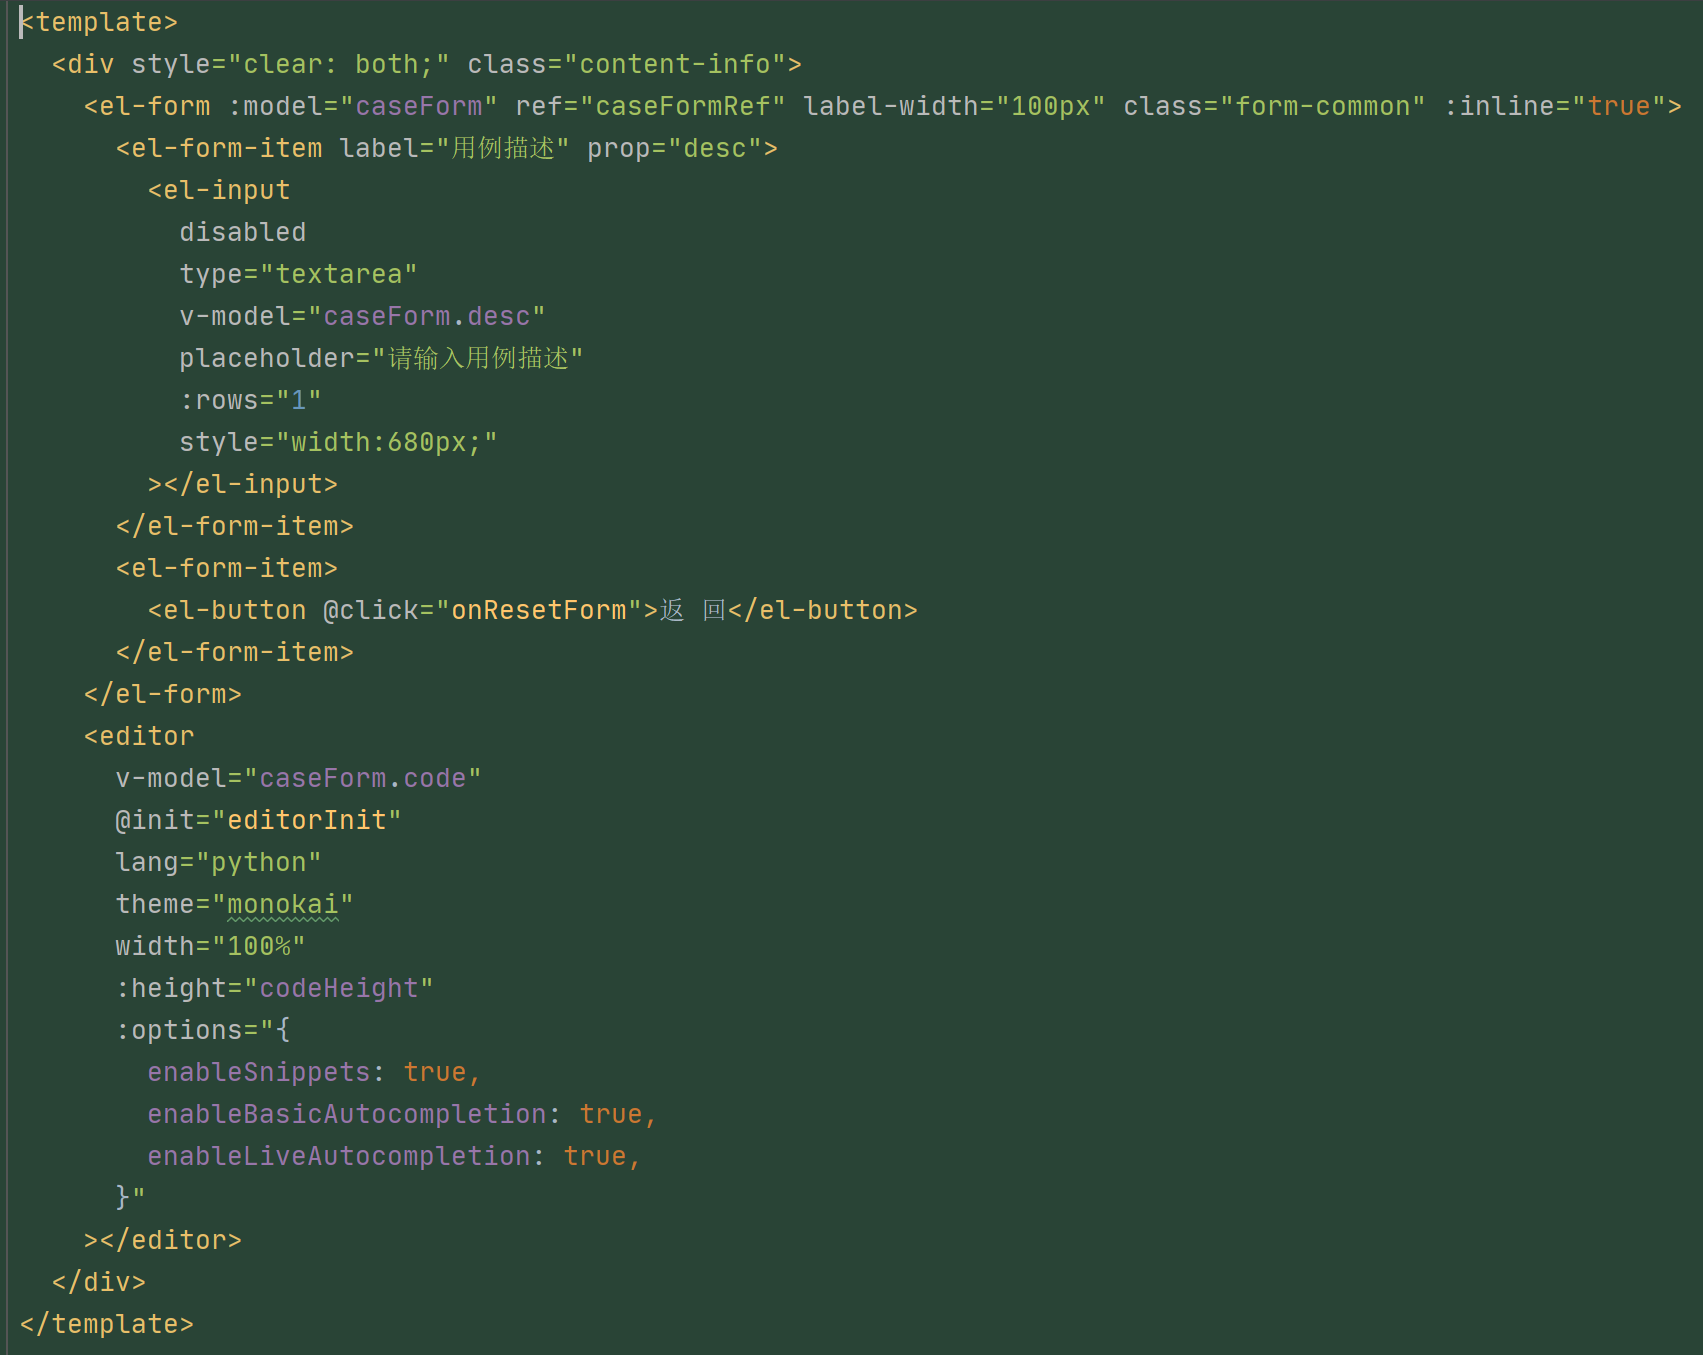 <template>
  <div style="clear: both;" class="content-info">
    <el-form :model="caseForm" ref="caseFormRef" label-width="100px" class="form-common" :inline="true">
      <el-form-item label="用例描述" prop="desc">
        <el-input
          disabled
          type="textarea"
          v-model="caseForm.desc"
          placeholder="请输入用例描述"
          :rows="1"
          style="width:680px;"
        ></el-input>
      </el-form-item>
      <el-form-item>
        <el-button @click="onResetForm">返 回</el-button>
      </el-form-item>
    </el-form>
    <editor
      v-model="caseForm.code"
      @init="editorInit"
      lang="python"
      theme="monokai"
      width="100%"
      :height="codeHeight"
      :options="{
        enableSnippets: true,
        enableBasicAutocompletion: true,
        enableLiveAutocompletion: true,
      }"
    ></editor>
  </div>
</template>